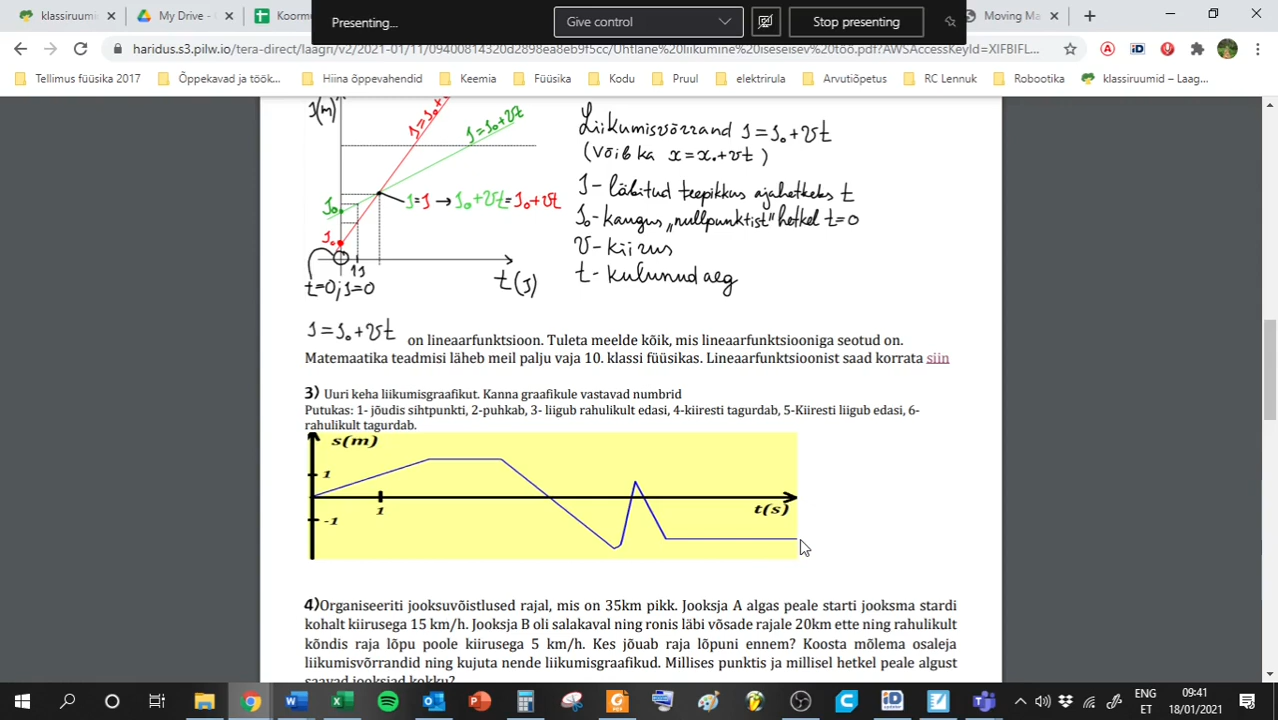 klassiruum
My Drive -
Koorm
Presenting...
Give control
Stop presenting
Moving Ma
haridus.s3.pilw.io/tera-direct/laagri/v2/2021-01/11/09400814320d2898ea8eb9f5cc/Uhtlane%20liikumine%20iseseisev%20too.pdf?AWSAccessKeyId=XIFBIFL...
Tellimus füüsika 2017
Õppekavad ja töök...
Hiina õppevahendid
Keemia
Füüsika
Kodu
Pruul
elektrirula
Arvutiõpetus
RC Lennuk
Robootika
klassiruumid – Laag...
s(m)
s=s₀+v
s=s₀+vt
s=s → s₀+vt=s₀+vt
s₀
s₀
1s
t=0; s=0
t(s)
Liikumisvõrrand s=s₀+vt
(Võib ka x=x₀+vt)
s- läbitud teepikkus ajahetkeks t
s₀- kaugus „nullpunktist" hetkel t=0
v- kiirus
t- kulunud aeg
s=s₀+vt on lineaarfunktsioon. Tuleta meelde kõik, mis lineaarfunktsiooniga seotud on.
Matemaatika teadmisi läheb meil palju vaja 10. klassi füüsikas. Lineaarfunktsioonist saad korrata siin
3) Uuri keha liikumisgraafikut. Kanna graafikule vastavad numbrid
Putukas: 1- jõudis sihtpunkti, 2-puhkab, 3- liigub rahulikult edasi, 4-kiiresti tagurdab, 5-Kiiresti liigub edasi, 6-
rahulikult tagurdab.
s(m)
1
-1
1
t(s)
4)Organiseeriti jooksuvõistlused rajal, mis on 35km pikk. Jooksja A algas peale starti jooksma stardi
kohalt kiirusega 15 km/h. Jooksja B oli salakaval ning ronis läbi võsade rajale 20km ette ning rahulikult
kõndis raja lõpu poole kiirusega 5 km/h. Kes jõuab raja lõpuni ennem? Koosta mõlema osaleja
liikumisvõrrandid ning kujuta nende liikumisgraafikud. Millises punktis ja millisel hetkel peale algust
saavad jooksjad kokku?
ENG
ET
09:41
18/01/2021